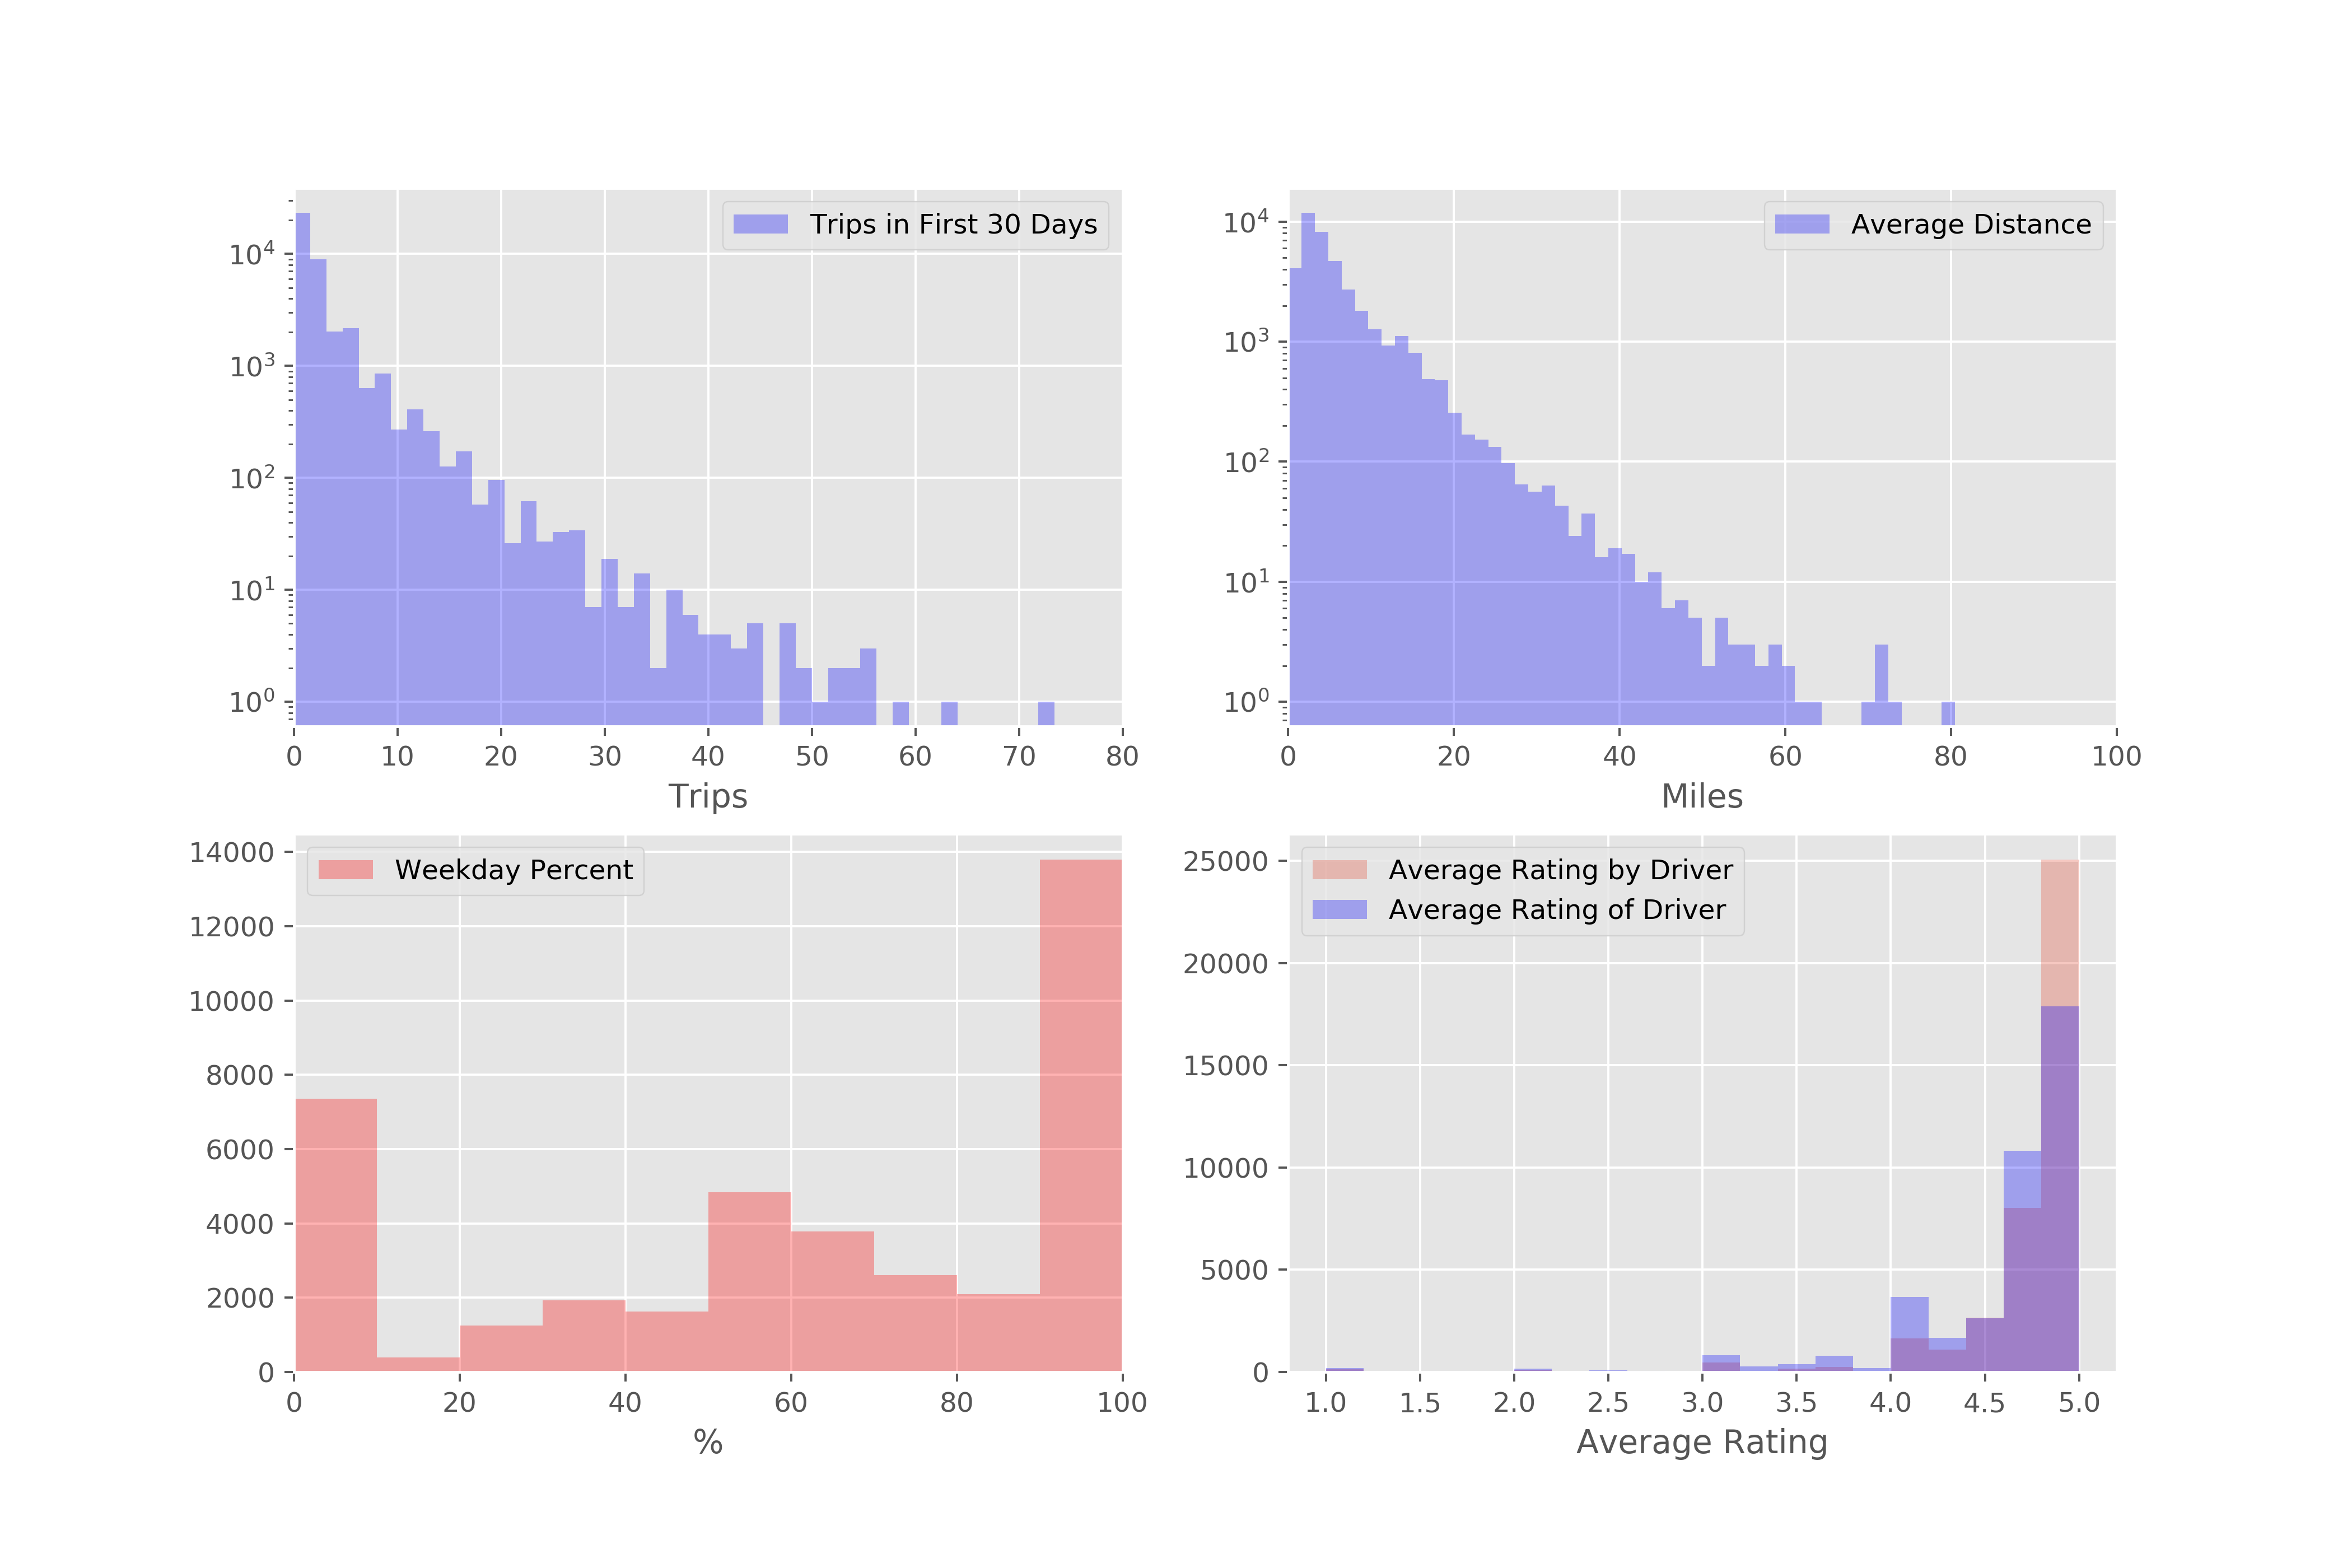 Trips in First 30 Days
10^4
10^3
10^2
10^1
10^0
0 10 20 30 40 50 60 70 80
Trips
Average Distance
10^4
10^3
10^2
10^1
10^0
0 20 40 60 80 100
Miles
Weekday Percent
14000
12000
10000
8000
6000
4000
2000
0
0 20 40 60 80 100
%
Average Rating by Driver
Average Rating of Driver
25000
20000
15000
10000
5000
0
1.0 1.5 2.0 2.5 3.0 3.5 4.0 4.5 5.0
Average Rating